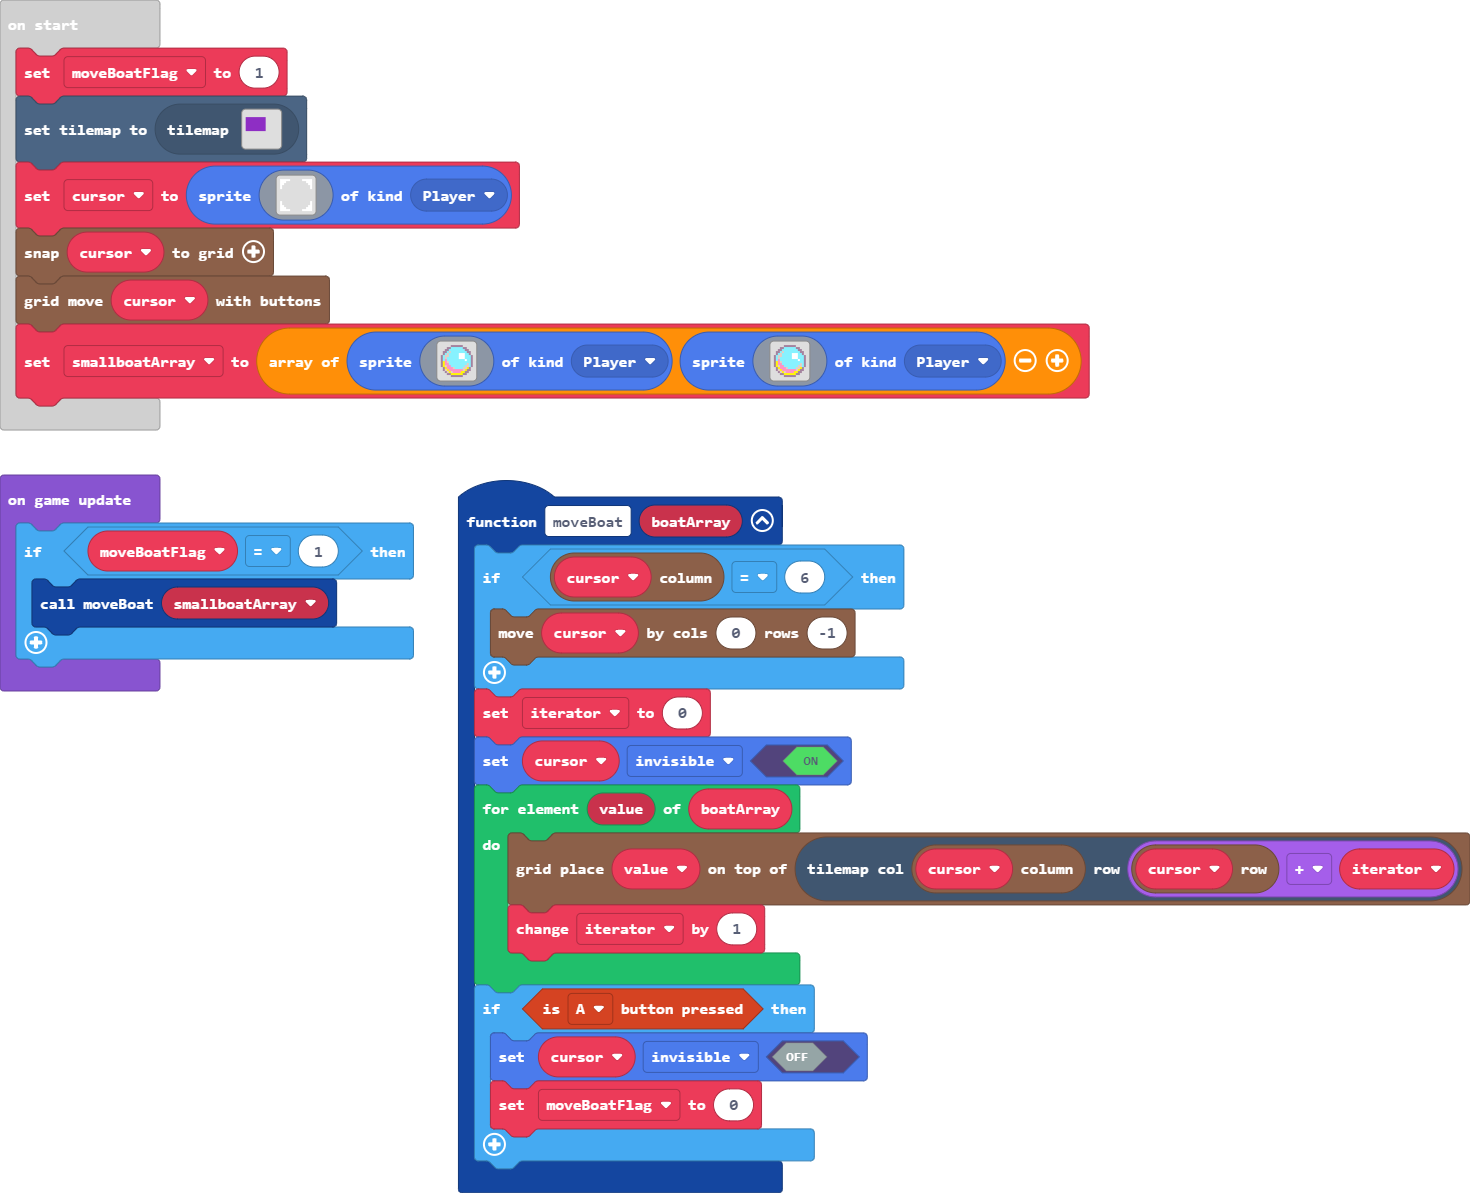 on start
set moveBoatFlag to 1
set tilemap to tilemap
set cursor to sprite of kind Player
snap cursor to grid
grid move cursor with buttons
set smallboatArray to array of sprite of kind Player sprite of kind Player
on game update
if moveBoatFlag = 1 then
call moveBoat smallboatArray
function moveBoat boatArray
if cursor column = 6 then
move cursor by cols 0 rows -1
set iterator to 0
set cursor invisible ON
for element value of boatArray
do
grid place value on top of tilemap col cursor column row cursor row + iterator
change iterator by 1
if is A button pressed then
set cursor invisible OFF
set moveBoatFlag to 0